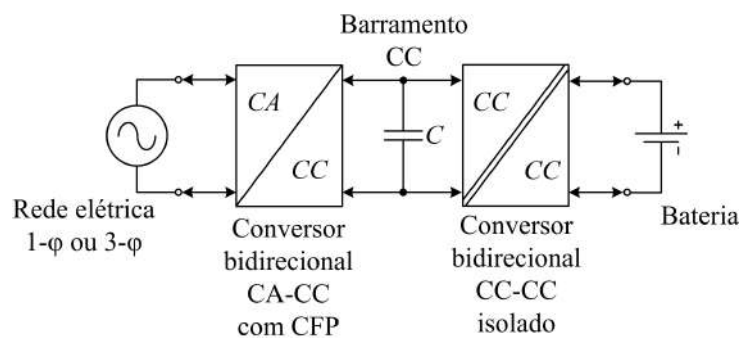 Barramento
CC
CA
CC
C
CC
CC
+
-
Rede elétrica
1-φ ou 3-φ
Conversor
bidirecional
CA-CC
com CFP
Conversor
bidirecional
CC-CC
isolado
Bateria